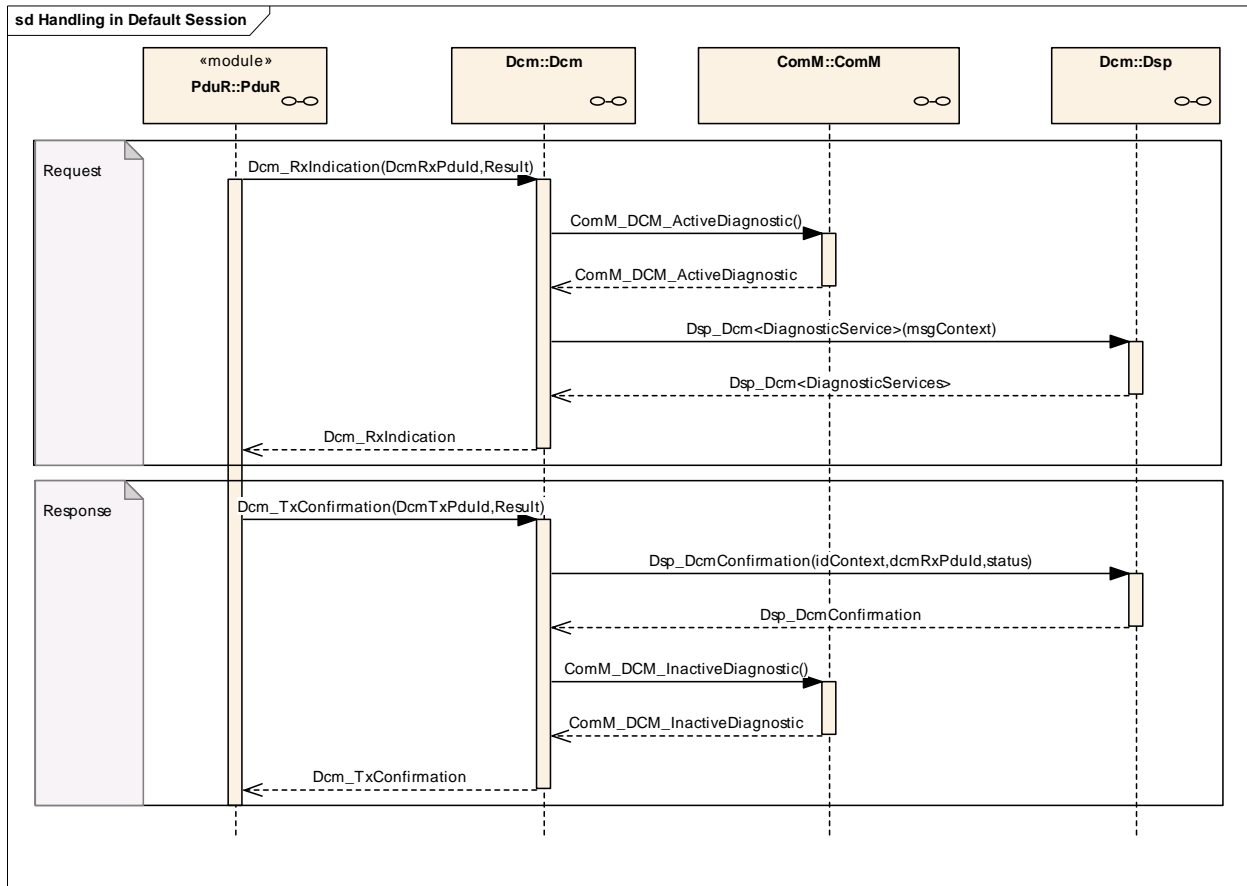 sd Handling in Default Session
«module»
PduR::PduR
Dcm::Dcm
ComM::ComM
Dcm::Dsp
Request
Dcm_RxIndication(DcmRxPduId,Result)
ComM_DCM_ActiveDiagnostic()
ComM_DCM_ActiveDiagnostic
Dsp_Dcm<DiagnosticService>(msgContext)
Dsp_Dcm<DiagnosticServices>
Dcm_RxIndication
Response
Dcm_TxConfirmation(DcmTxPduId,Result)
Dsp_DcmConfirmation(idContext,dcmRxPduId,status)
Dsp_DcmConfirmation
ComM_DCM_InactiveDiagnostic()
ComM_DCM_InactiveDiagnostic
Dcm_TxConfirmation